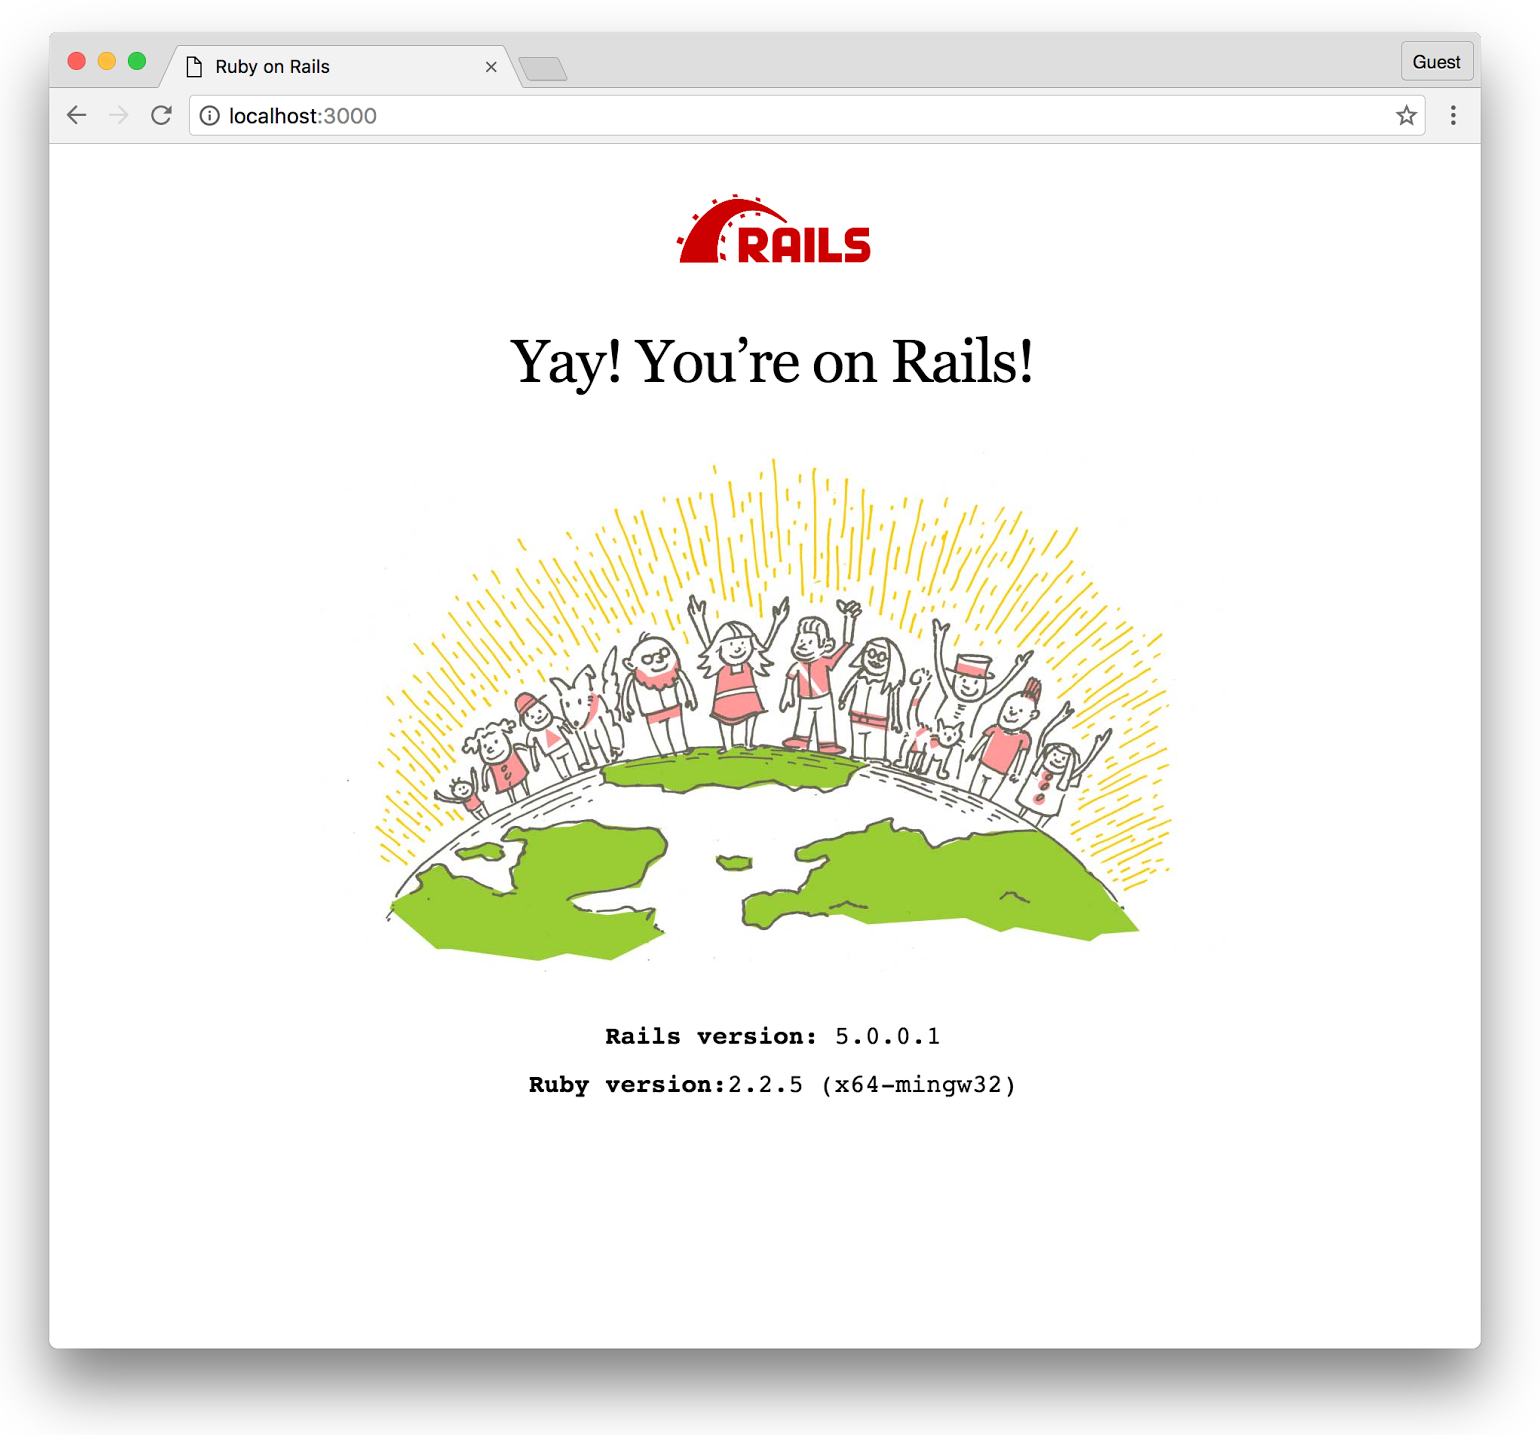 Ruby on Rails
Guest
localhost:3000
RAILS
Yay! You’re on Rails!
Rails version: 5.0.0.1
Ruby version:2.2.5 (x64-mingw32)